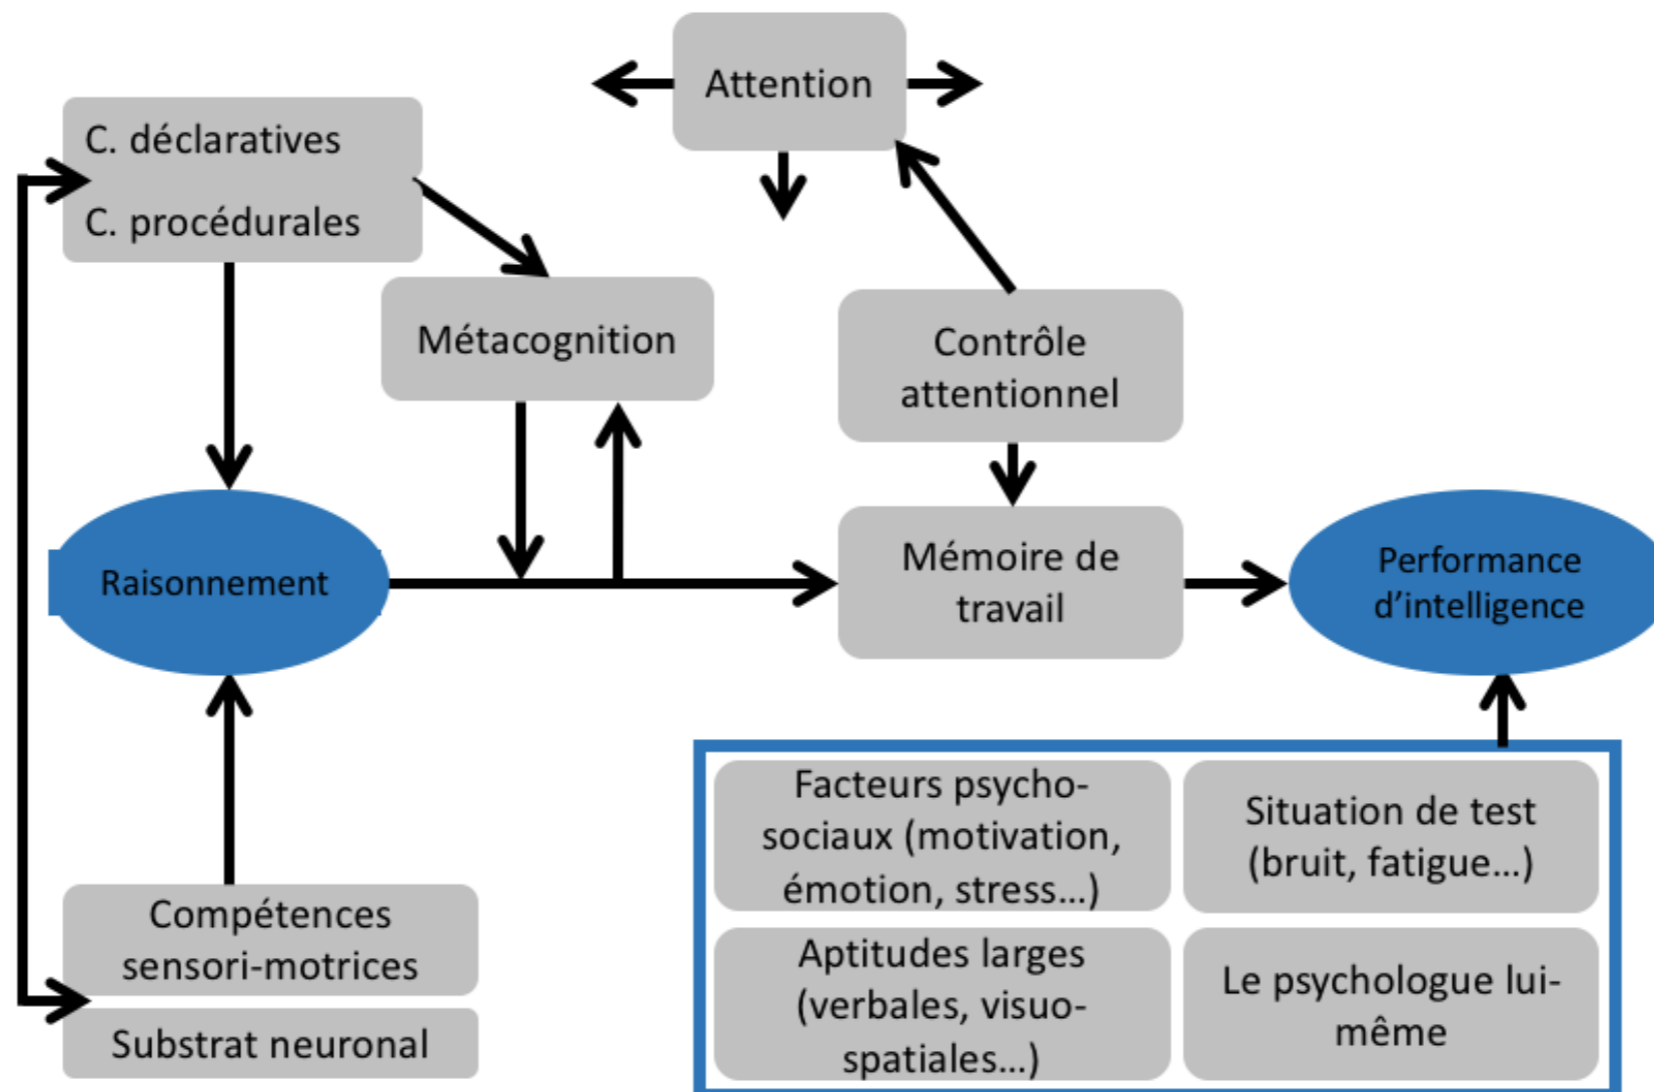 Attention
C. déclaratives
C. procédurales
Métacognition
Contrôle
attentionnel
Raisonnement
Mémoire de
travail
Performance
d’intelligence
Facteurs psycho-
sociaux (motivation,
émotion, stress…)
Situation de test
(bruit, fatigue…)
Compétences
sensori-motrices
Substrat neuronal
Aptitudes larges
(verbales, visuo-
spatiales…)
Le psychologue lui-
même